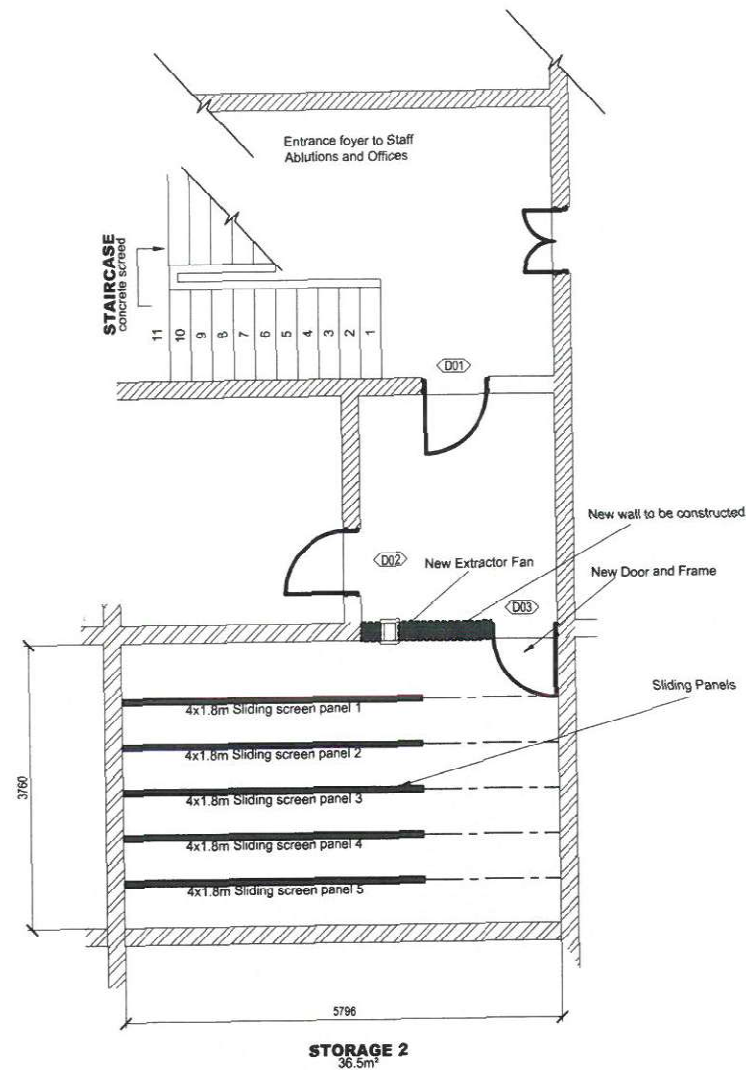 Entrance foyer to Staff
Ablutions and Offices
STAIRCASE
concrete screed
11
10
9
8
7
6
5
4
3
2
1
D01
New wall to be constructed
D02
New Extractor Fan
New Door and Frame
D03
Sliding Panels
4x1.8m Sliding screen panel 1
4x1.8m Sliding screen panel 2
4x1.8m Sliding screen panel 3
4x1.8m Sliding screen panel 4
4x1.8m Sliding screen panel 5
3760
5796
STORAGE 2
36.5m²